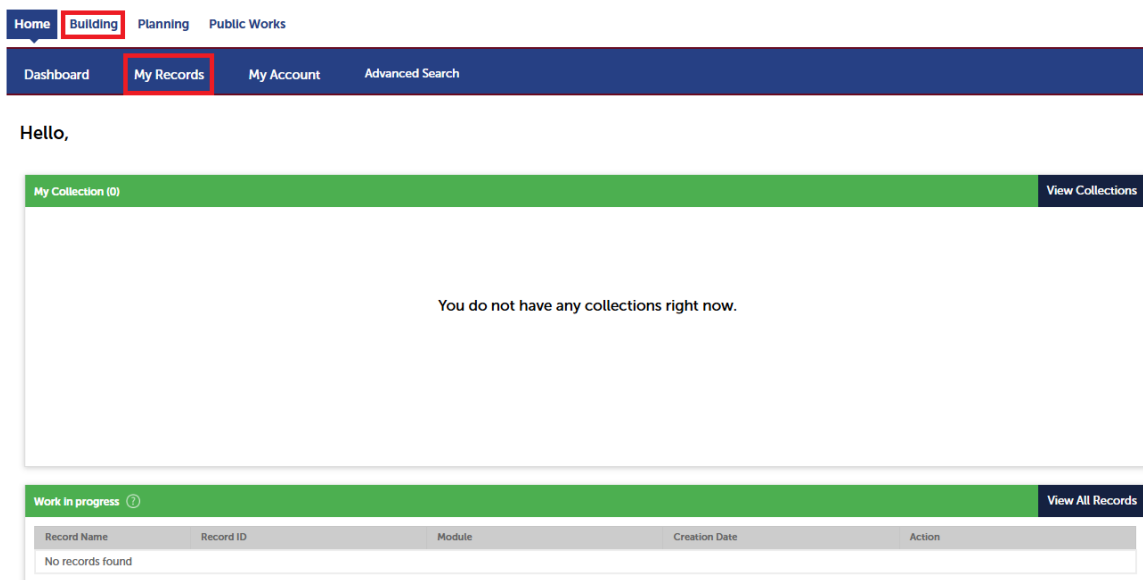 Home Building Planning Public Works
Dashboard My Records My Account Advanced Search
Hello,
My Collection (0) View Collections
You do not have any collections right now.
Work in progress ? View All Records
Record Name Record ID Module Creation Date Action
No records found